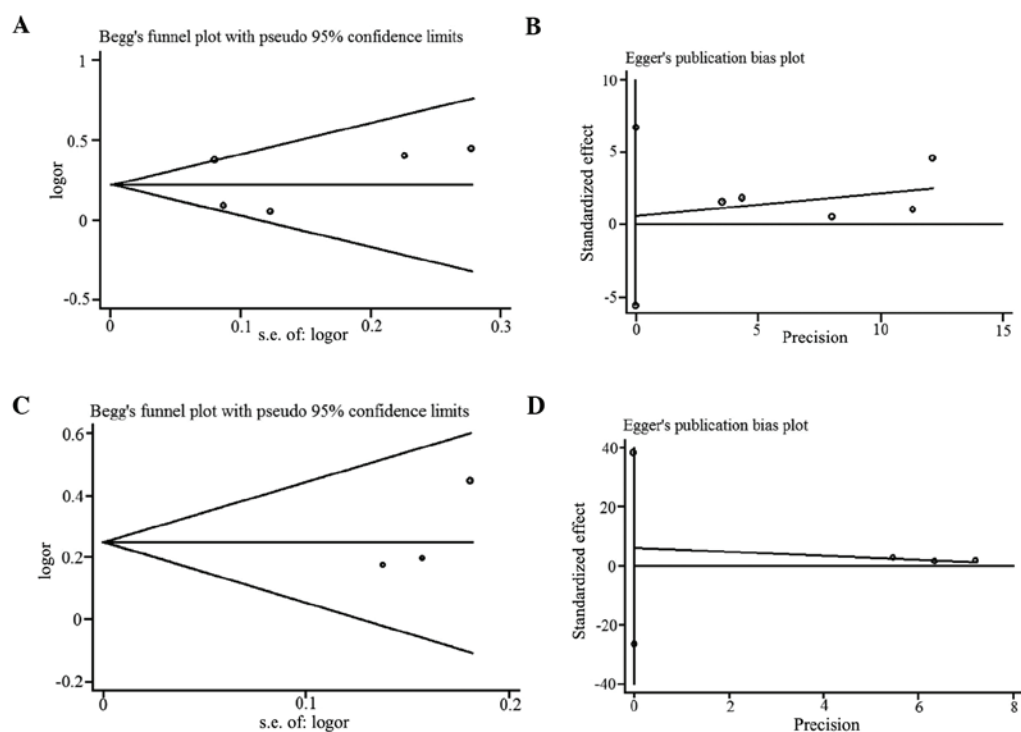 A
Begg's funnel plot with pseudo 95% confidence limits
1
0.5
0
-0.5
logor
0
0.1
0.2
0.3
s.e. of: logor
B
Egger's publication bias plot
10
5
0
-5
Standardized effect
0
5
10
15
Precision
C
Begg's funnel plot with pseudo 95% confidence limits
0.6
0.4
0.2
0
-0.2
logor
0
0.1
0.2
s.e. of: logor
D
Egger's publication bias plot
40
20
0
-20
-40
Standardized effect
0
2
4
6
8
Precision